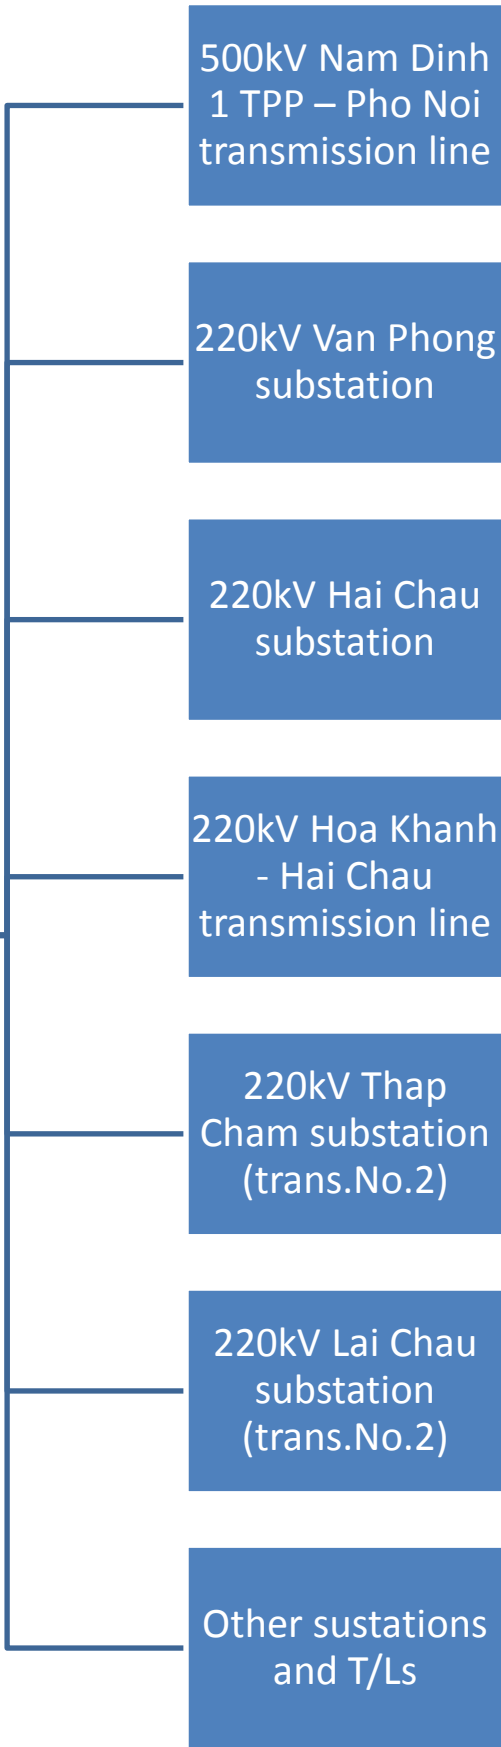 500kV Nam Dinh
1 TPP – Pho Noi
transmission line
220kV Van Phong
substation
220kV Hai Chau
substation
220kV Hoa Khanh
- Hai Chau
transmission line
220kV Thap
Cham substation
(trans.No.2)
220kV Lai Chau
substation
(trans.No.2)
Other sustations
and T/Ls